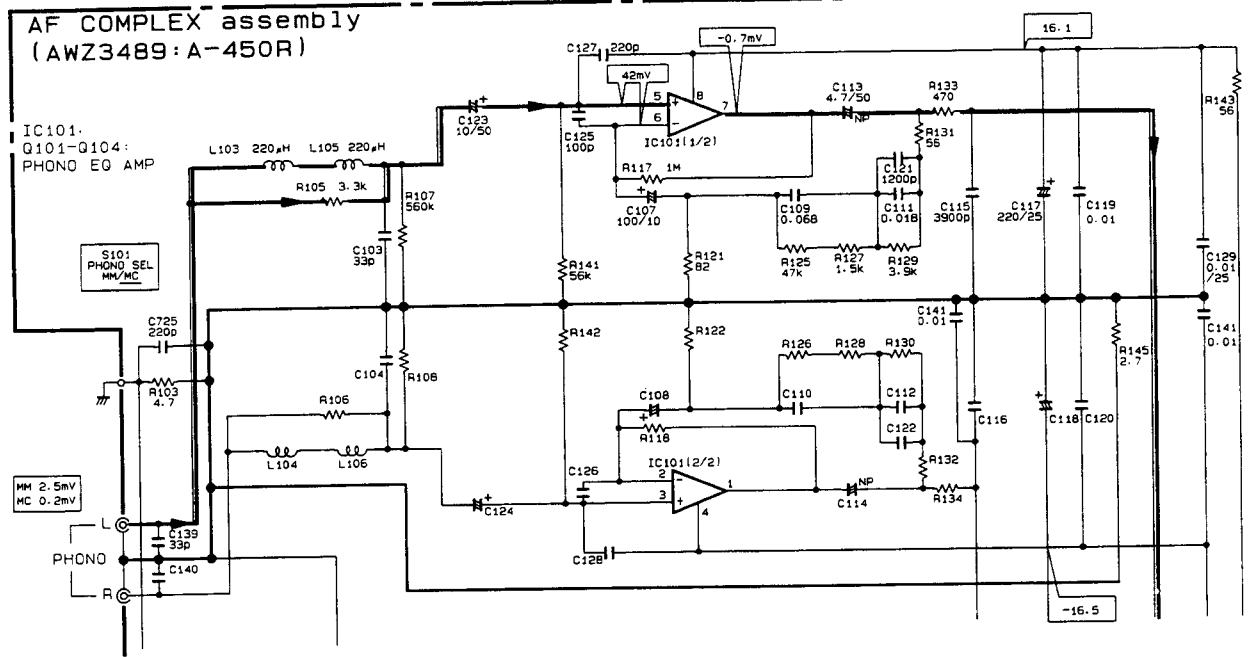 AF COMPLEX assembly
(AWZ3489:A-450R)
IC101.
Q101-Q104:
PHONO EQ AMP
L103 220μH
L105 220μH
R105 3.3k
R107
560k
C103
33p
C123
10/50
+
C127 220p
C125
100p
42mV
-0.7mV
16.1
5
6
7
8
+
-
IC101(1/2)
C113
4.7/50
NP
R133
470
R131
56
R143
56
R117 1M
+
C107
100/10
C109
0.068
C121
1200p
C111
0.018
C115
3900p
+
C117
220/25
C119
0.01
C129
0.01
/25
R141
56k
R121
82
R125
47k
R127
1.5k
R129
3.9k
S101
PHONO SEL
MM/MC
C725
220p
R103
4.7
C104
R108
R142
R122
C141
0.01
C141
0.01
R145
2.7
R126
R128
R130
R106
C108
+
R118
C110
C112
C122
C116
+
C118
C120
L104
L106
IC101(2/2)
C126
2
3
1
4
-
+
+
C124
NP
C114
R132
R134
C128
MM 2.5mV
MC 0.2mV
L
C139
33p
PHONO
C140
R
-16.5